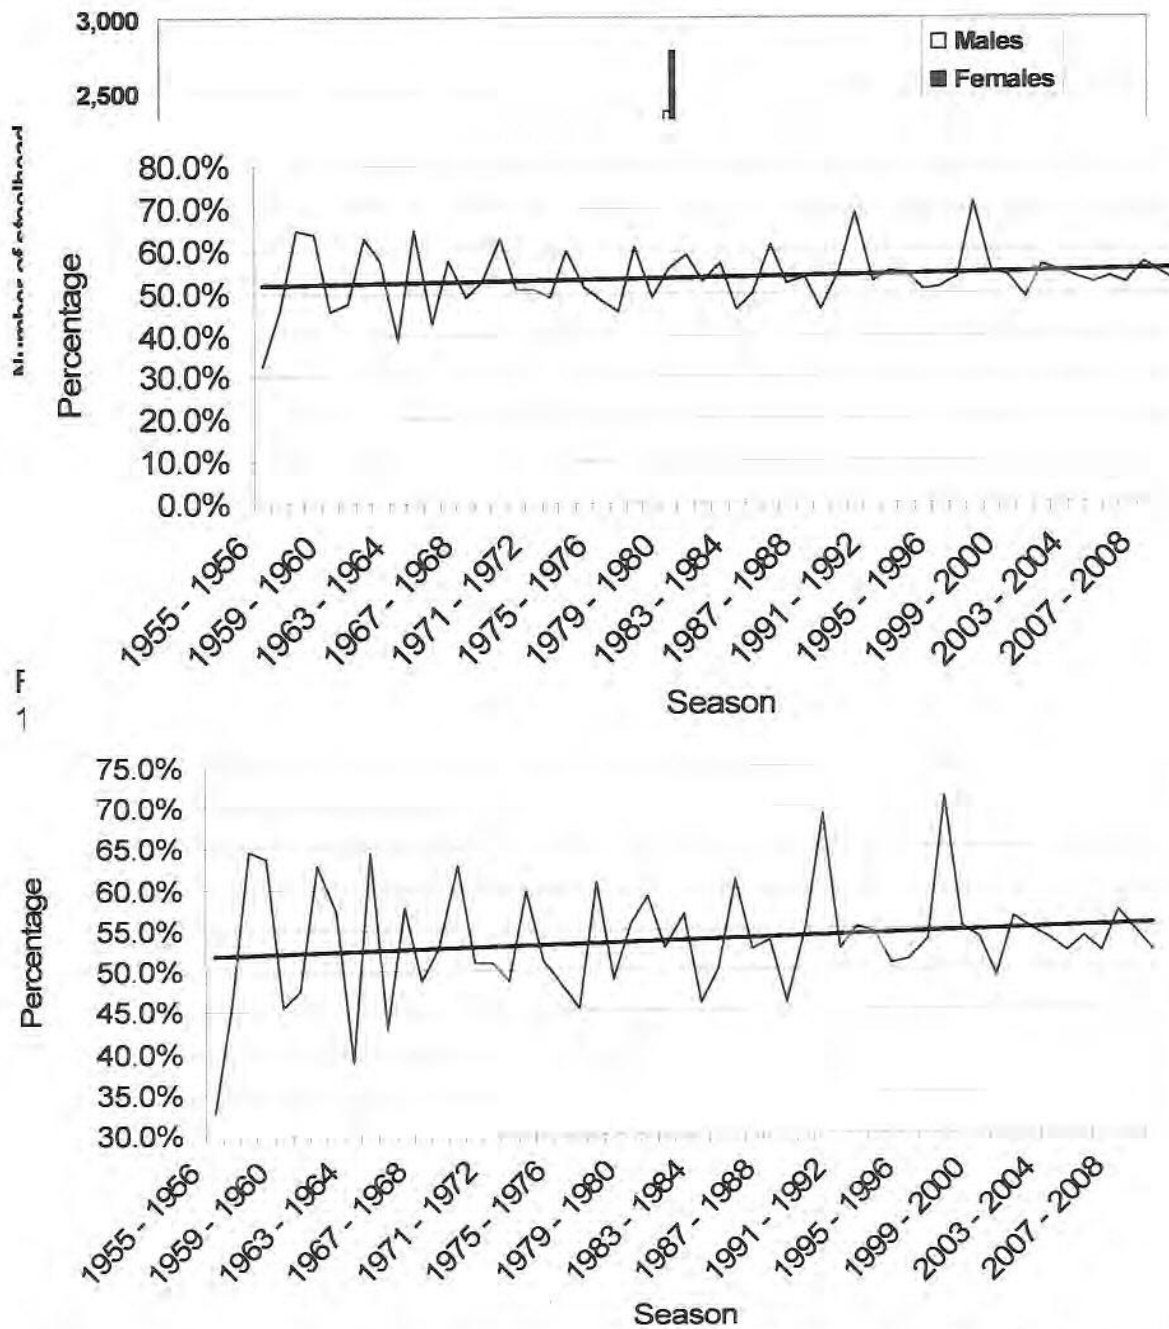 3,000
2,500
Males
Females
Number of steelhead
80.0%
70.0%
60.0%
50.0%
40.0%
30.0%
20.0%
10.0%
0.0%
Percentage
1955 - 1956
1959 - 1960
1963 - 1964
1967 - 1968
1971 - 1972
1975 - 1976
1979 - 1980
1983 - 1984
1987 - 1988
1991 - 1992
1995 - 1996
1999 - 2000
2003 - 2004
2007 - 2008
Season
1
75.0%
70.0%
65.0%
60.0%
55.0%
50.0%
45.0%
40.0%
35.0%
30.0%
Percentage
1955 - 1956
1959 - 1960
1963 - 1964
1967 - 1968
1971 - 1972
1975 - 1976
1979 - 1980
1983 - 1984
1987 - 1988
1991 - 1992
1995 - 1996
1999 - 2000
2003 - 2004
2007 - 2008
Season